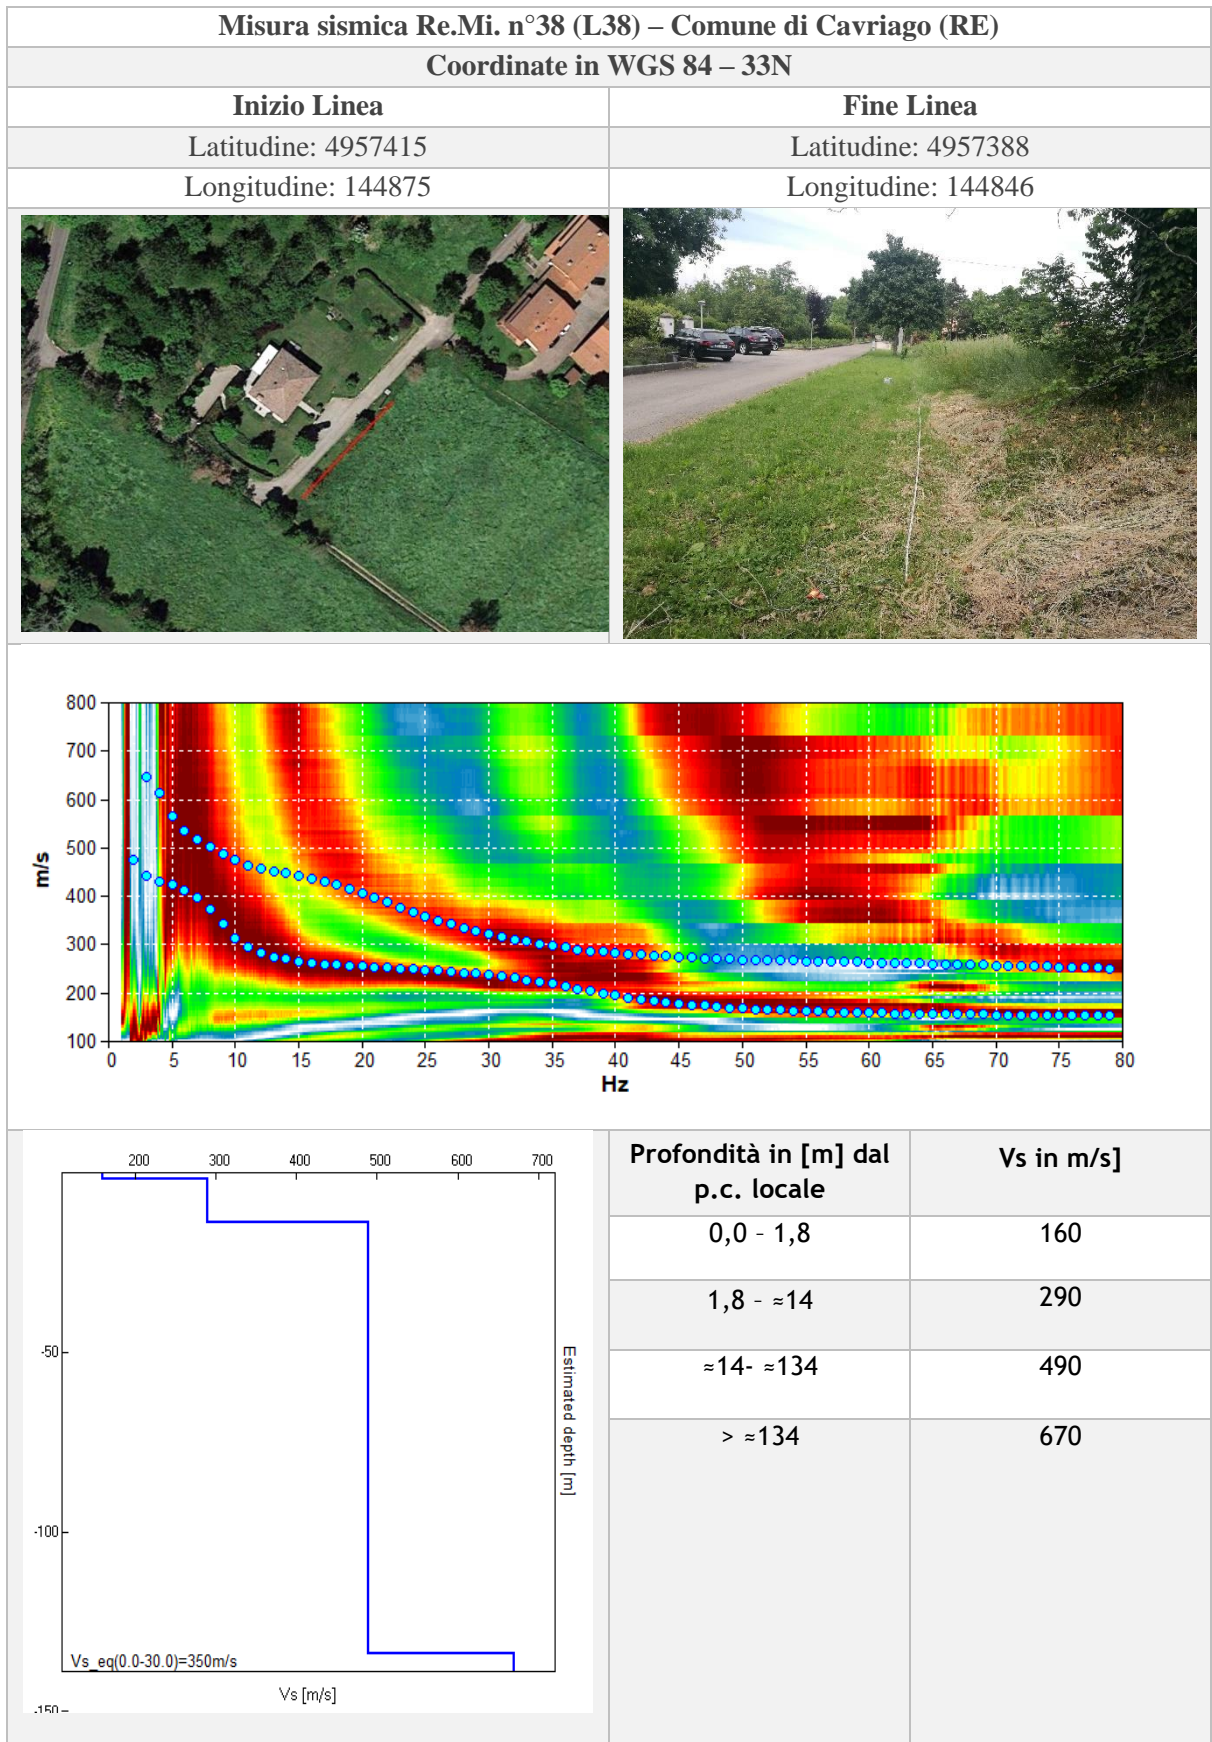 Misura sismica Re.Mi. n°38 (L38) – Comune di Cavriago (RE)
Coordinate in WGS 84 – 33N
Inizio Linea
Fine Linea
Latitudine: 4957415
Latitudine: 4957388
Longitudine: 144875
Longitudine: 144846
800
700
600
500
400
300
200
100
m/s
0 5 10 15 20 25 30 35 40 45 50 55 60 65 70 75 80
Hz
200 300 400 500 600 700
-50
-100
-150
Estimated depth [m]
Vs_eq(0.0-30.0)=350m/s
Vs [m/s]
Profondità in [m] dal
p.c. locale
Vs in m/s]
0,0 – 1,8
160
1,8 – ≈14
290
≈14- ≈134
490
> ≈134
670